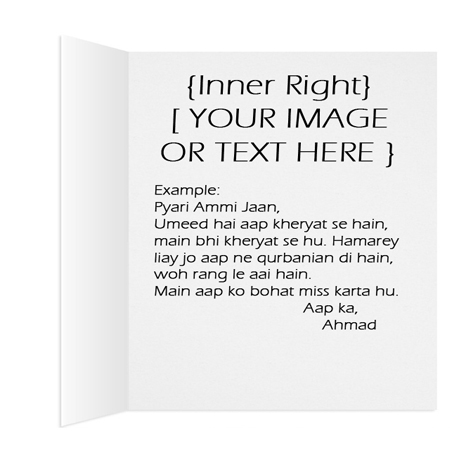 {Inner Right}
[ YOUR IMAGE
OR TEXT HERE }
Example:
Pyari Ammi Jaan,
Umeed hai aap kheryat se hain,
main bhi kheryat se hu. Hamarey
liay jo aap ne qurbanian di hain,
woh rang le aai hain.
Main aap ko bohat miss karta hu.
Aap ka,
Ahmad